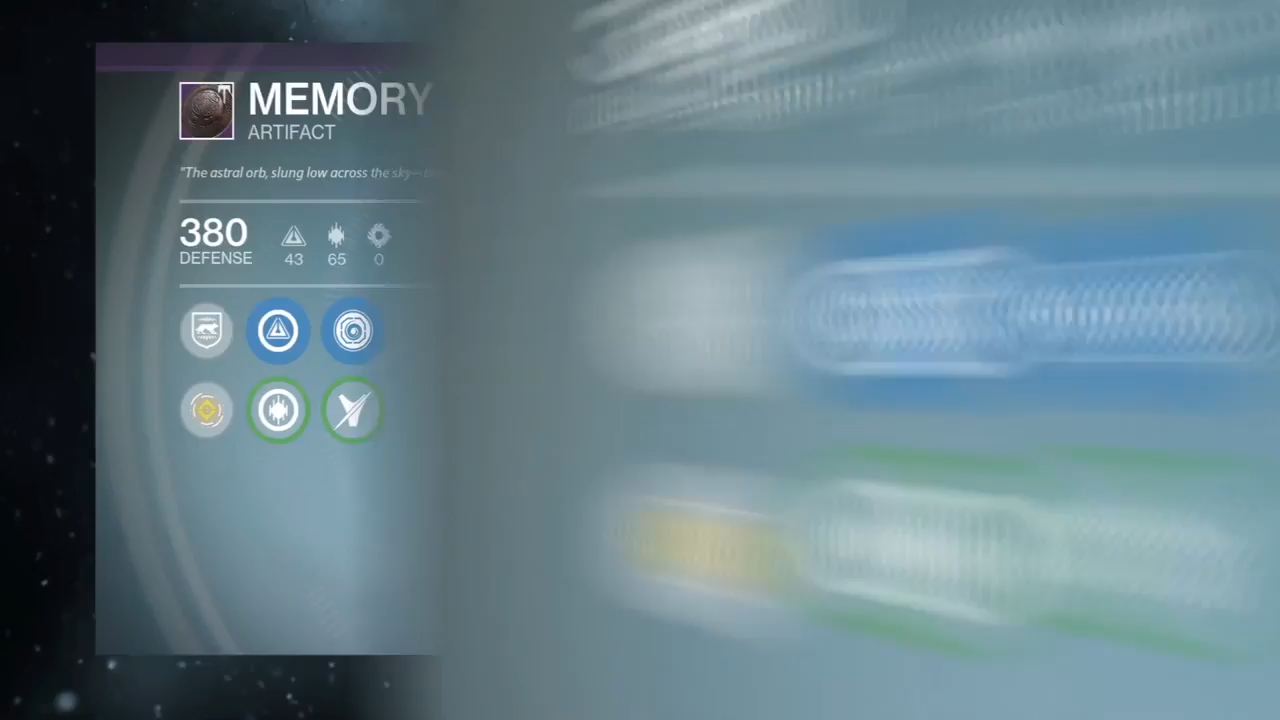 MEMORY
ARTIFACT
"The astral orb, slung low across the sky—
380
DEFENSE
43
65
0